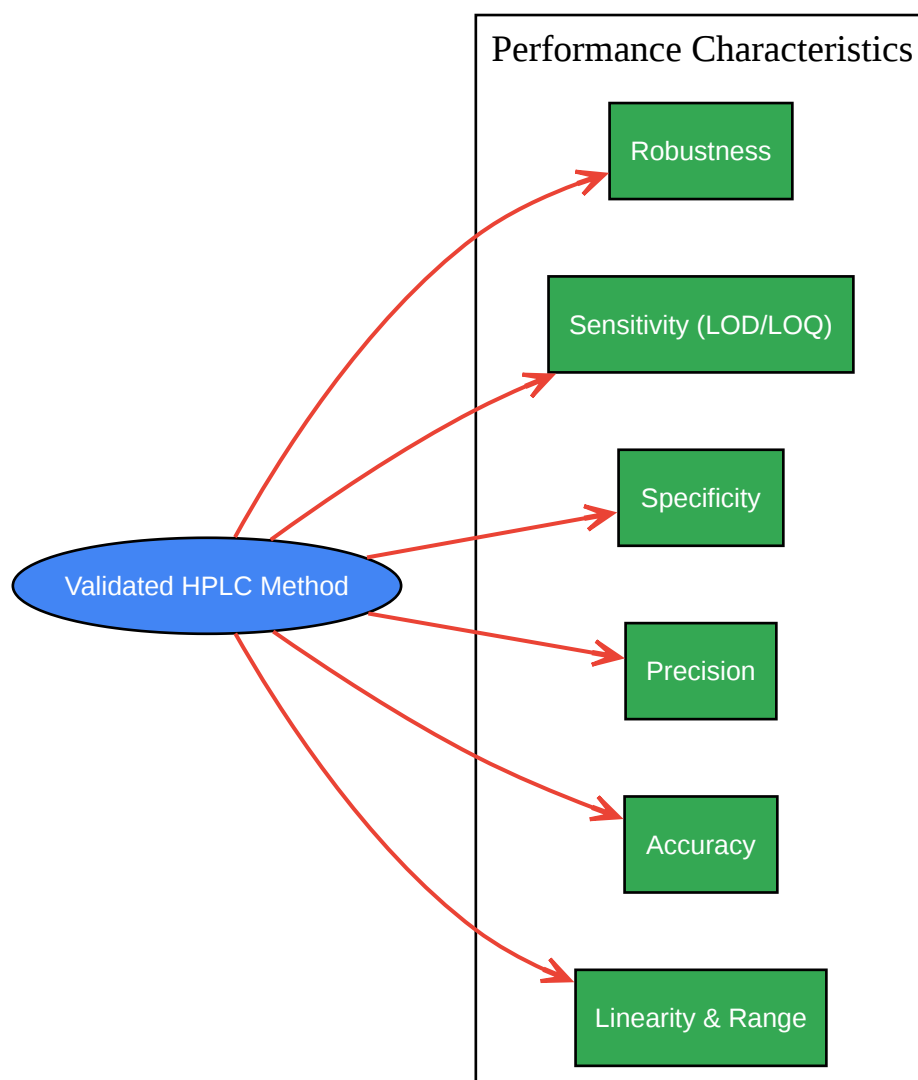 Performance Characteristics
Robustness
Sensitivity (LOD/LOQ)
Specificity
Validated HPLC Method
Precision
Accuracy
Linearity & Range